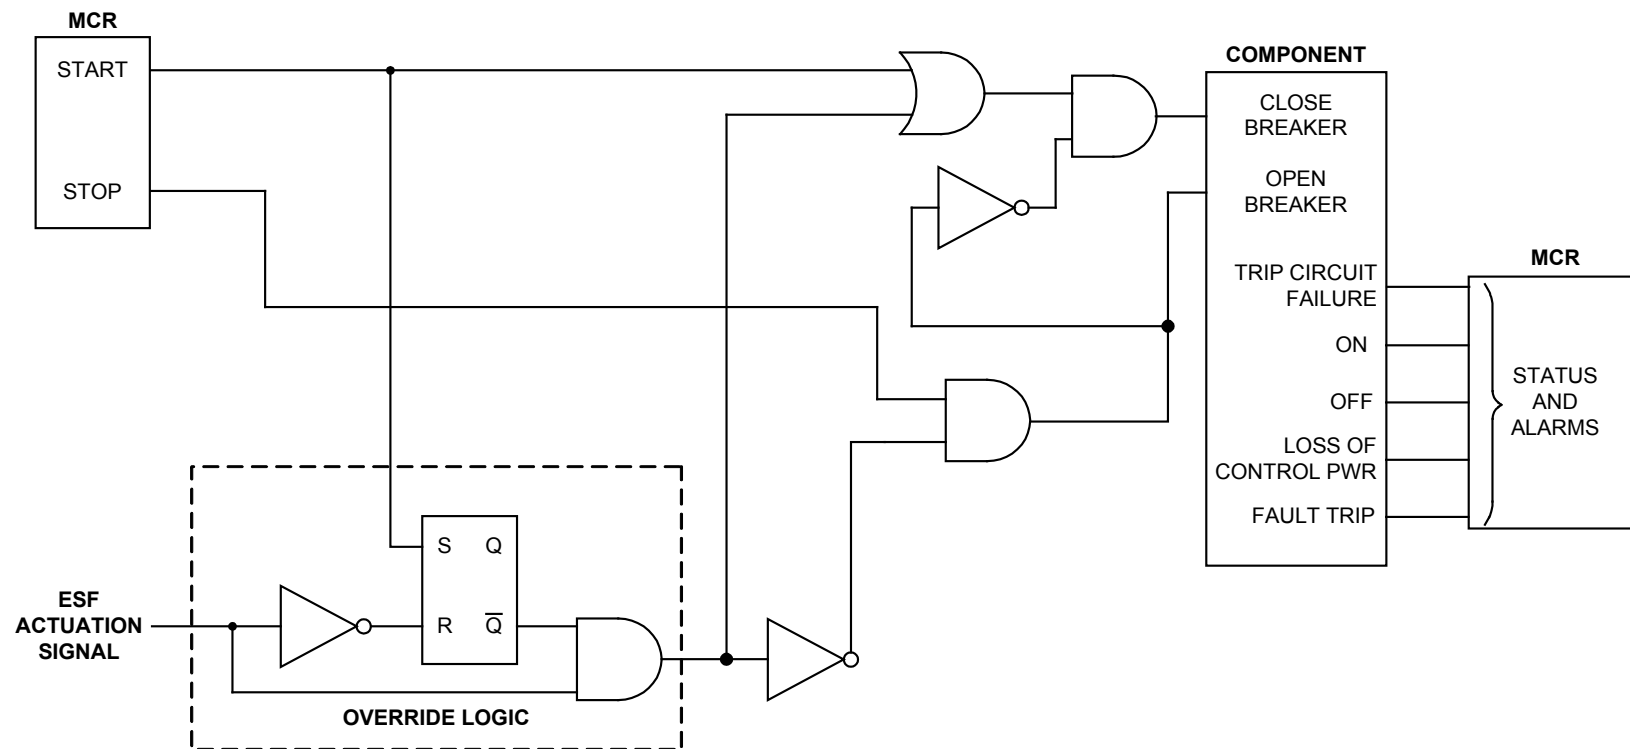 MCR
START
STOP
COMPONENT
CLOSE
BREAKER
OPEN
BREAKER
TRIP CIRCUIT
FAILURE
ON
OFF
LOSS OF
CONTROL PWR
FAULT TRIP
MCR
STATUS
AND
ALARMS
S Q
R Q̅
ESF
ACTUATION
SIGNAL
OVERRIDE LOGIC